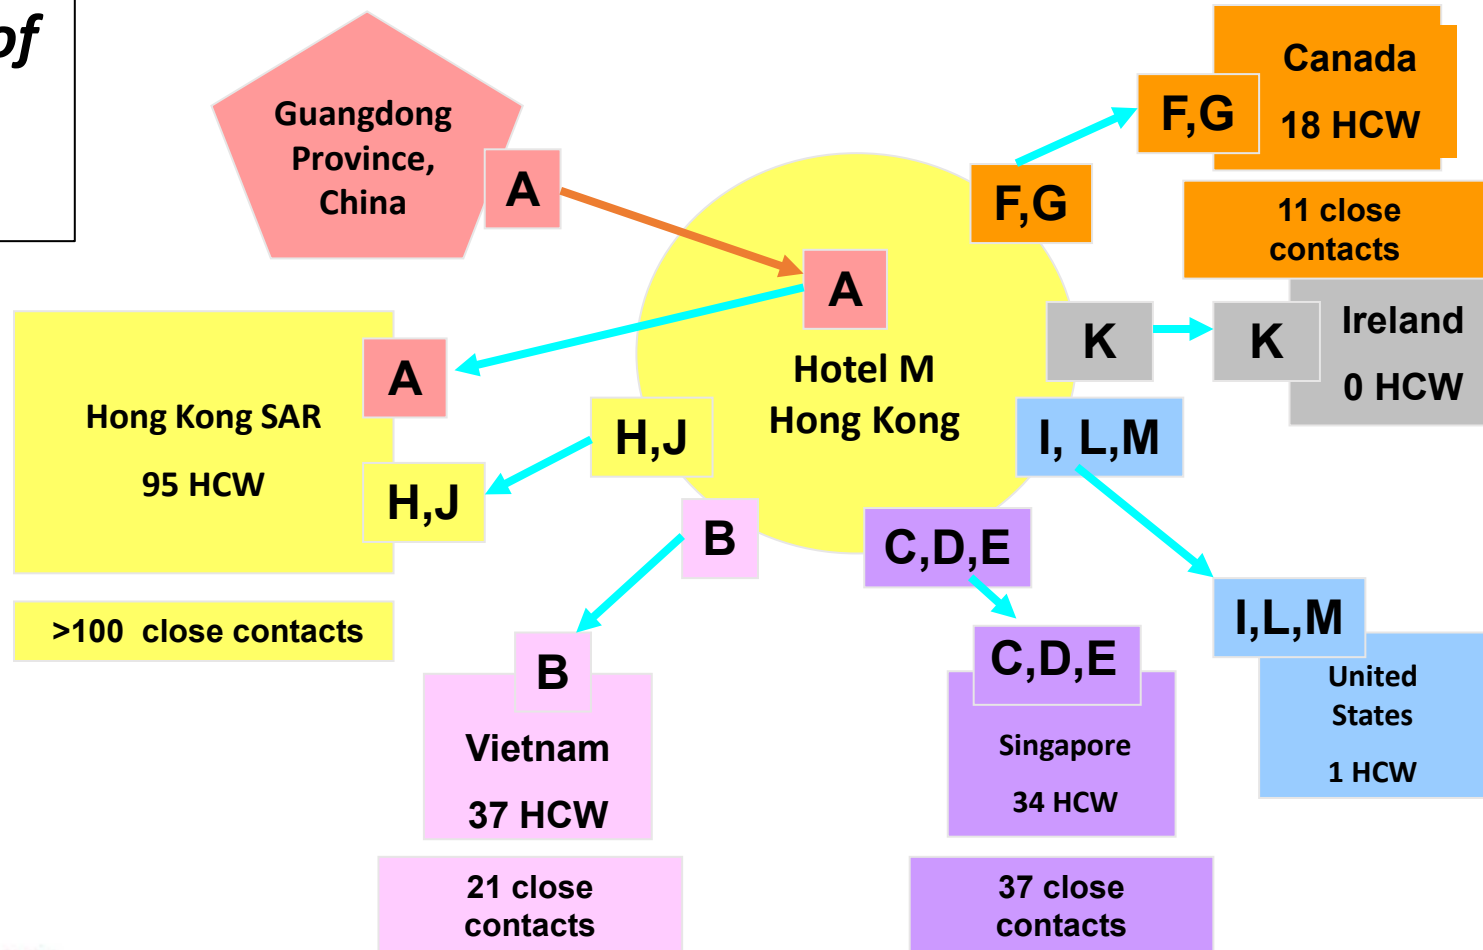 of
Guangdong
Province,
China
A
A
Hotel M
Hong Kong
F,G
F,G
Canada
18 HCW
11 close
contacts
K
K
Ireland
0 HCW
Hong Kong SAR
95 HCW
A
H,J
H,J
>100 close contacts
I, L,M
I,L,M
United
States
1 HCW
B
B
Vietnam
37 HCW
21 close
contacts
C,D,E
C,D,E
Singapore
34 HCW
37 close
contacts